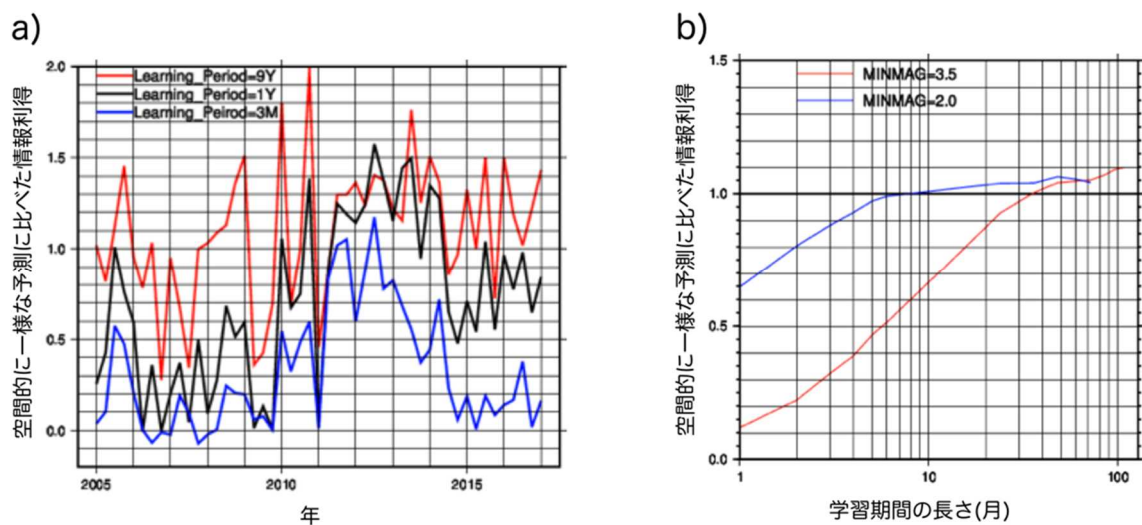 a)
空間的に一様な予測に比べた情報利得
2.0
1.5
1.0
0.5
0.0
Learning_Period=9Y
Learning_Period=1Y
Learning_Peirod=3M
2005
2010
2015
年
b)
空間的に一様な予測に比べた情報利得
1.5
1.0
0.5
0.0
MINMAG=3.5
MINMAG=2.0
1
10
100
学習期間の長さ(月)